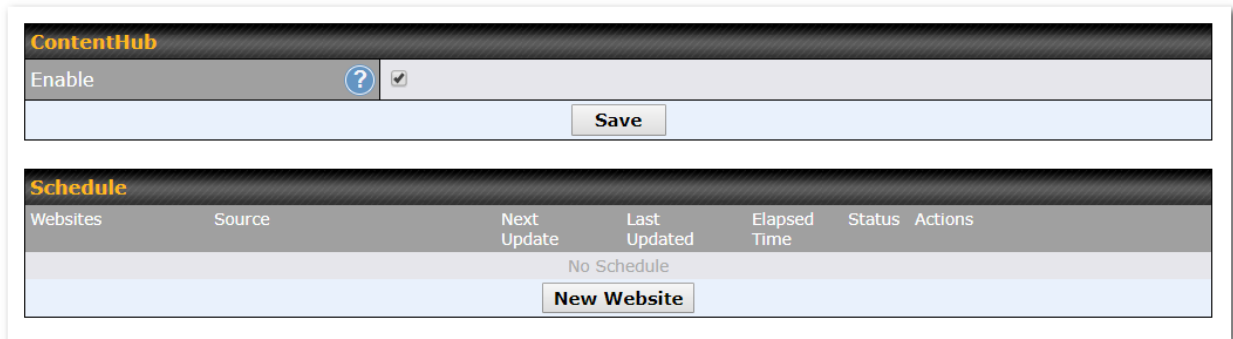 ContentHub
Enable ?
Save
Schedule
Websites Source Next Update Last Updated Elapsed Time Status Actions
No Schedule
New Website